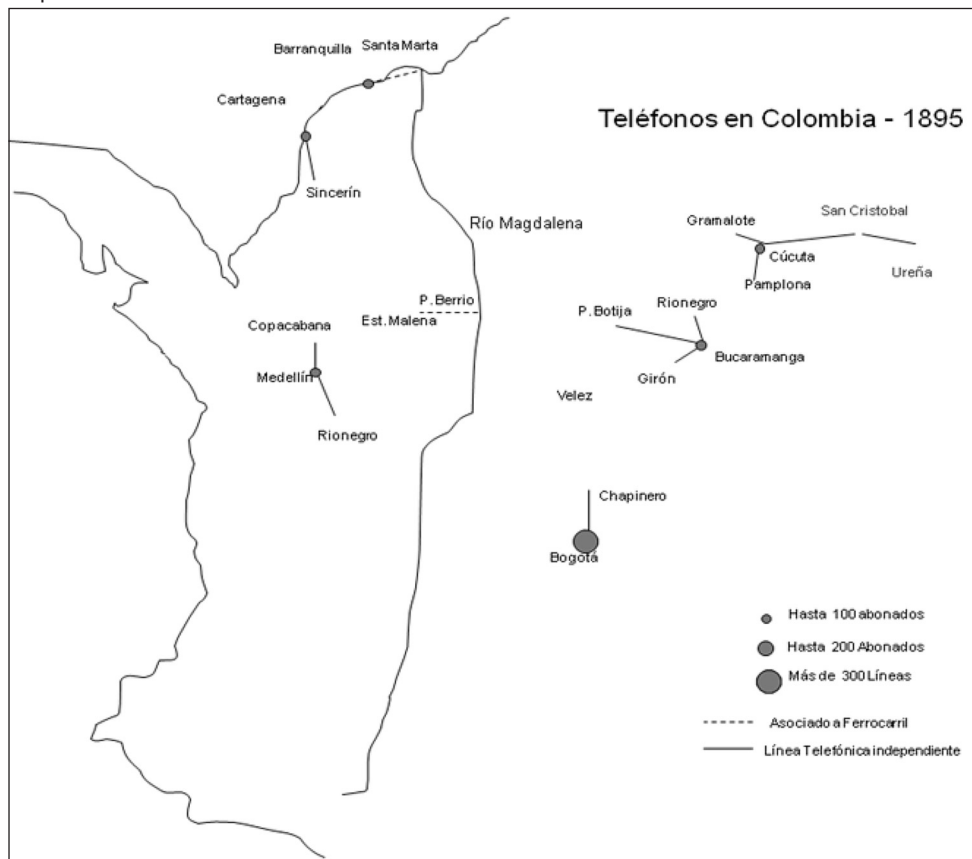 Barranquilla
Santa Marta
Cartagena
Teléfonos en Colombia - 1895
Sincerín
Río Magdalena
Gramalote
San Cristobal
Cúcuta
Ureña
Pamplona
P. Berrio
Est. Malena
Copacabana
P. Botija
Rionegro
Bucaramanga
Medellín
Girón
Velez
Rionegro
Chapinero
Bogotá
Hasta 100 abonados
Hasta 200 Abonados
Más de 300 Líneas
Asociado a Ferrocarril
Línea Telefónica independiente